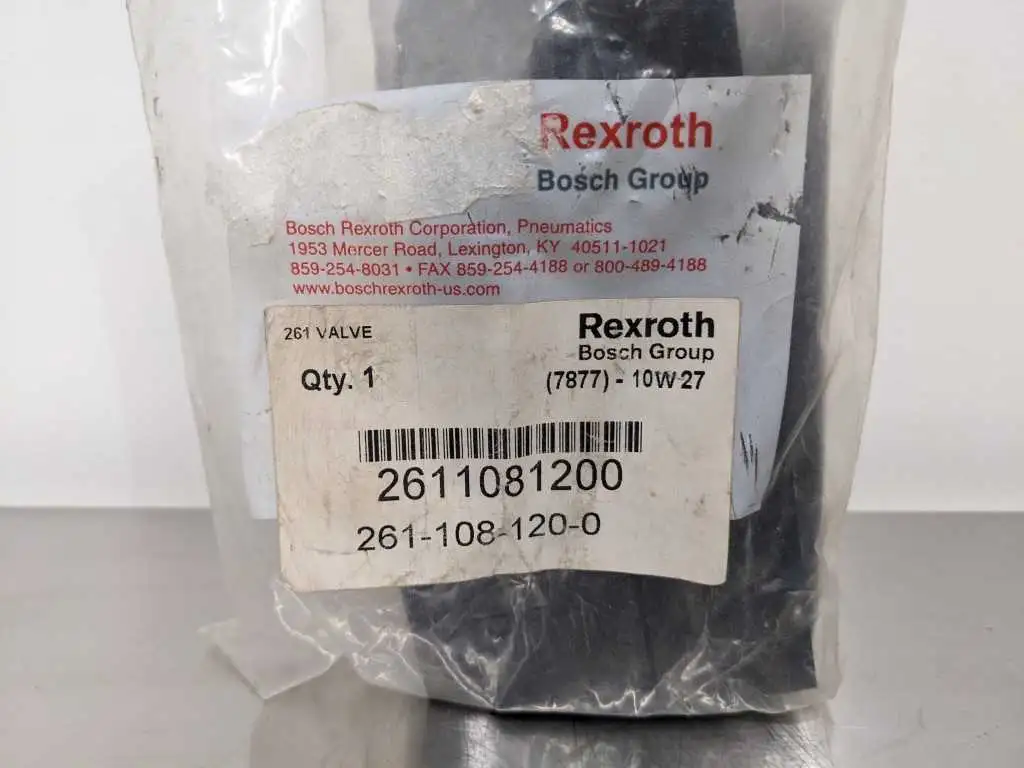 Rexroth
Bosch Group
Bosch Rexroth Corporation, Pneumatics
1953 Mercer Road, Lexington, KY 40511-1021
859-254-8031 • FAX 859-254-4188 or 800-489-4188
www.boschrexroth-us.com
261 VALVE
Rexroth
Bosch Group
Qty. 1
(7877) - 10W-27
2611081200
261-108-120-0